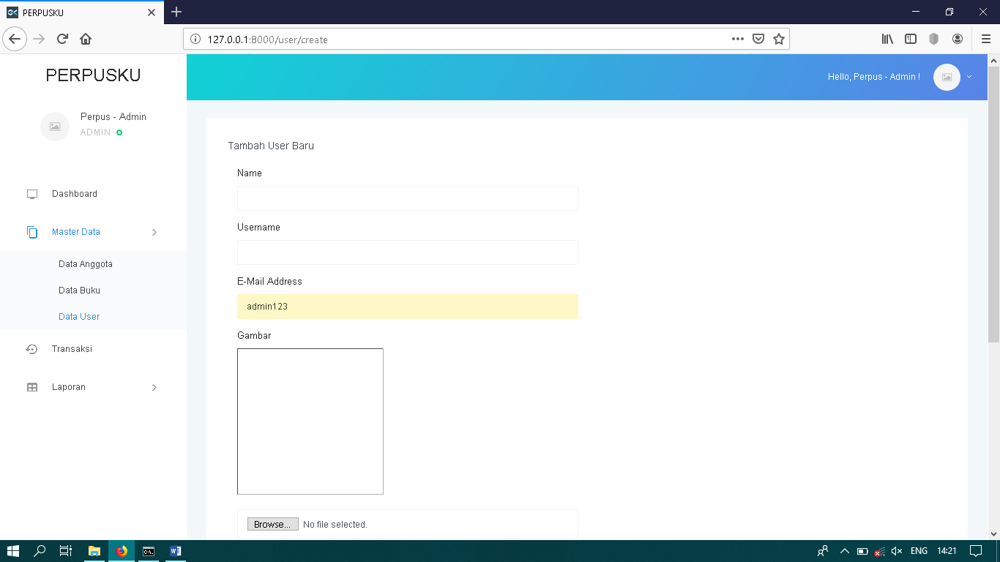 PERPUSKU
127.0.0.1:8000/user/create
PERPUSKU
Hello, Perpus - Admin !
Perpus - Admin
ADMIN
Tambah User Baru
Name
Dashboard
Username
Master Data
Data Anggota
E-Mail Address
Data Buku
admin123
Data User
Gambar
Transaksi
Laporan
Browse... No file selected.
ENG 14:21